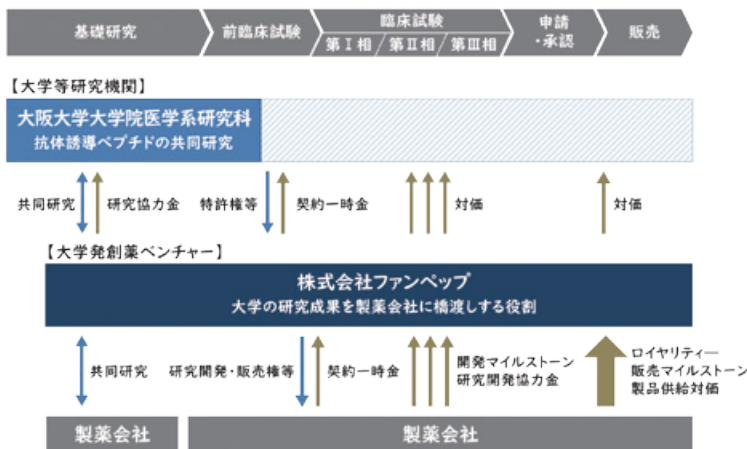 基礎研究
前臨床試験
臨床試験
第Ⅰ相
第Ⅱ相
第Ⅲ相
申請
・承認
販売
【大学等研究機関】
大阪大学大学院医学系研究科
抗体誘導ペプチドの共同研究
共同研究
研究協力金
特許権等
契約一時金
対価
対価
【大学発創薬ベンチャー】
株式会社ファンペップ
大学の研究成果を製薬会社に橋渡しする役割
共同研究
研究開発・販売権等
契約一時金
開発マイルストーン
研究開発協力金
ロイヤリティー
販売マイルストーン
製品供給対価
製薬会社
製薬会社